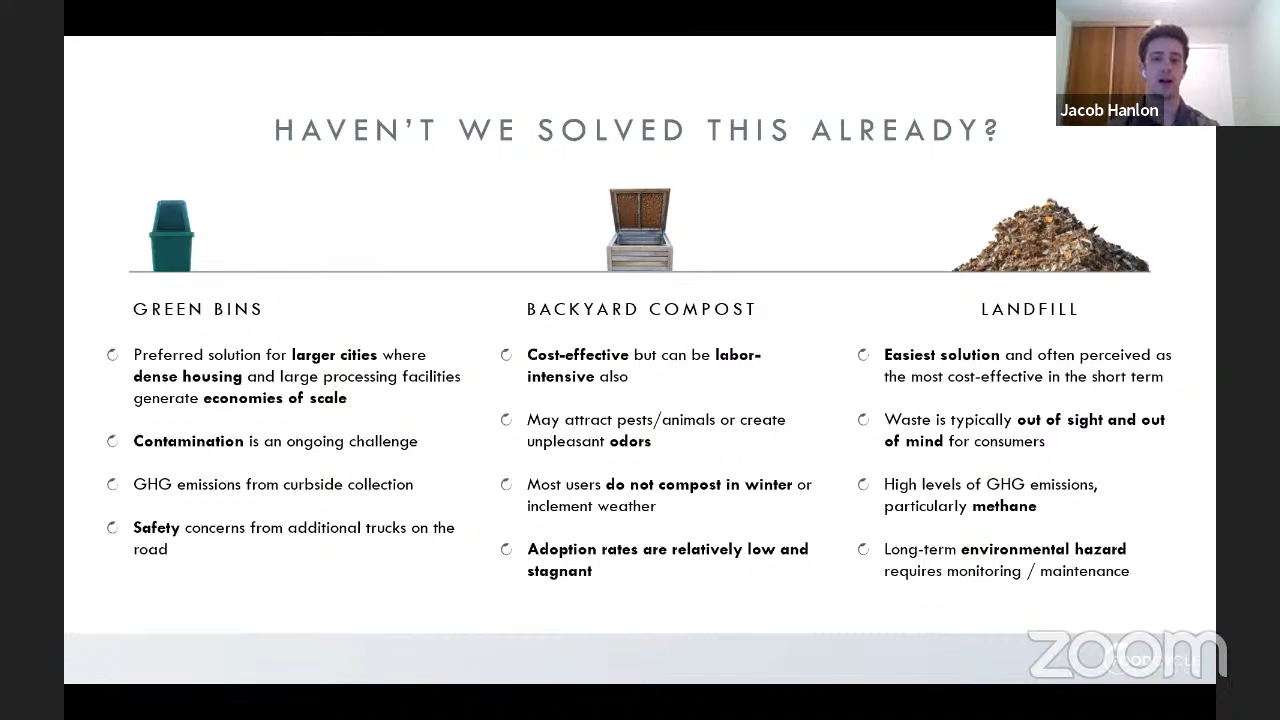 Jacob Hanlon
HAVEN'T WE SOLVED THIS ALREADY?
GREEN BINS
Preferred solution for larger cities where
dense housing and large processing facilities
generate economies of scale
Contamination is an ongoing challenge
GHG emissions from curbside collection
Safety concerns from additional trucks on the
road
BACKYARD COMPOST
Cost-effective but can be labor-
intensive also
May attract pests/animals or create
unpleasant odors
Most users do not compost in winter or
inclement weather
Adoption rates are relatively low and
stagnant
LANDFILL
Easiest solution and often perceived as
the most cost-effective in the short term
Waste is typically out of sight and out
of mind for consumers
High levels of GHG emissions,
particularly methane
Long-term environmental hazard
requires monitoring / maintenance
zoom
FOODCYCLE